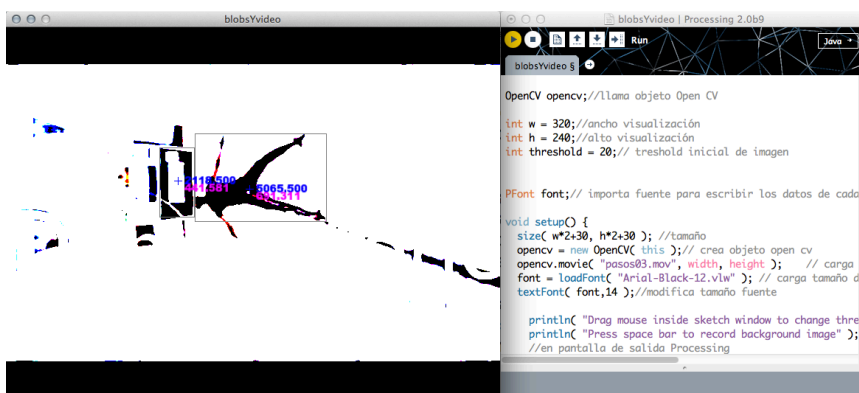 blobsYvideo
5065.500
blobsYvideo | Processing 2.0b9
Run
Java
blobsYvideo §
OpenCV opencv;//llama objeto Open CV
int w = 320;//ancho visualización
int h = 240;//alto visualización
int threshold = 20;// treshold inicial de imagen
PFont font;// importa fuente para escribir los datos de cada
void setup() {
size( w*2+30, h*2+30 ); //tamaño
opencv = new OpenCV( this );// crea objeto open cv
opencv.movie( "pasos03.mov", width, height ); // carga
font = loadFont( "Arial-Black-12.vlw" ); // carga tamaño d
textFont( font,14 );//modifica tamaño fuente
println( "Drag mouse inside sketch window to change thre
println( "Press space bar to record background image" );
//en pantalla de salida Processing